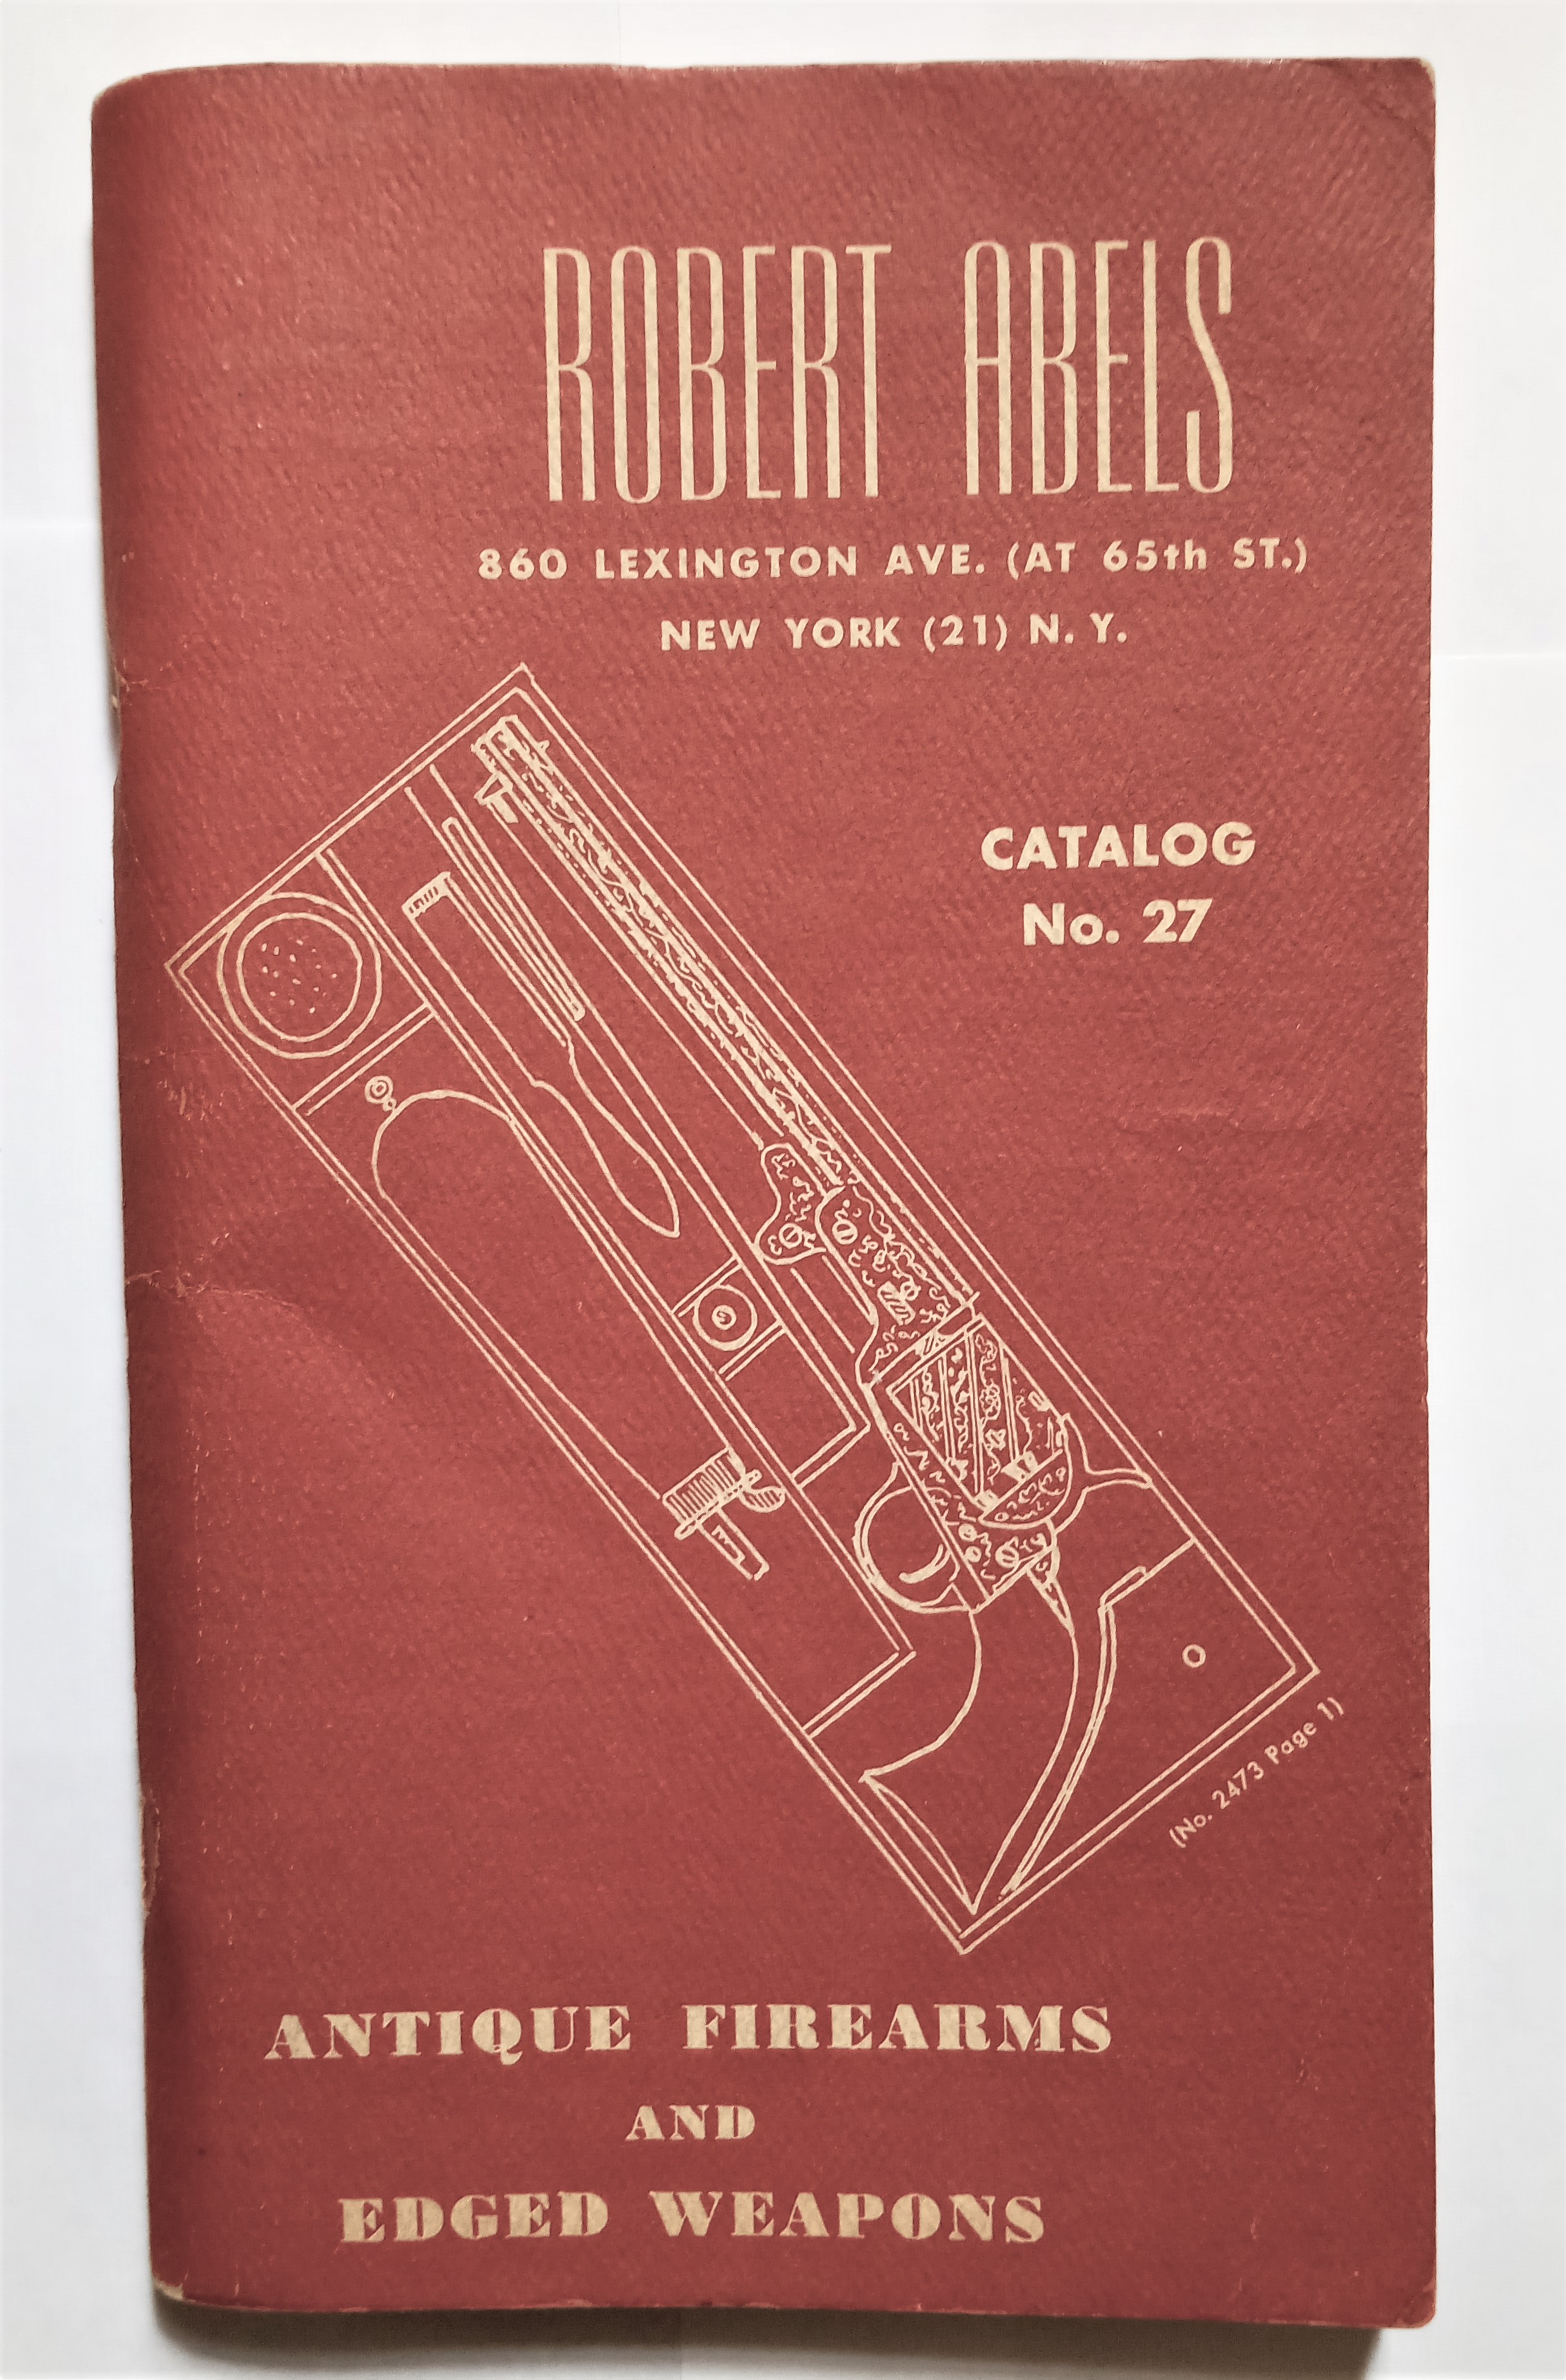 ROBERT ABELS
860 LEXINGTON AVE. (AT 65th ST.)
NEW YORK (21) N. Y.
CATALOG
No. 27
(No. 2473 Page 1)
ANTIQUE FIREARMS
AND
EDGED WEAPONS